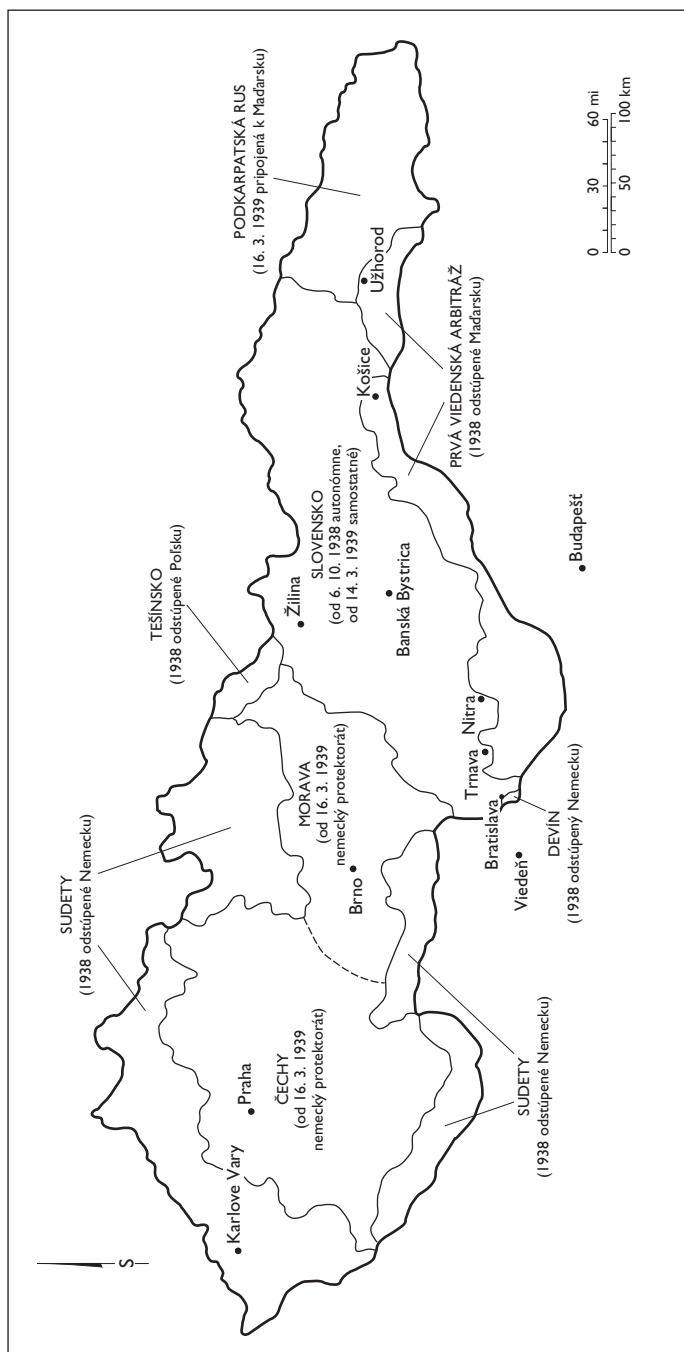 SUDETY
(1938 odstúpené Nemecku)
TEŠÍNSKO
(1938 odstúpené Poľsku)
PODKARPATSKÁ RUS
(16. 3. 1939 pripojená k Maďarsku)
S
Karlove Vary
Praha
ČECHY
(od 16. 3. 1939
nemecký protektorát)
MORAVA
(od 16. 3. 1939
nemecký protektorát)
Brno
Žilina
SLOVENSKO
(od 6. 10. 1938 autonómne,
od 14. 3. 1939 samostatné)
Banská Bystrica
Košice
Užhorod
Nitra
Trnava
Bratislava
Viedeň
DEVÍN
(1938 odstúpený Nemecku)
SUDETY
(1938 odstúpené Nemecku)
PRVÁ VIEDENSKÁ ARBITRÁŽ
(1938 odstúpené Maďarsku)
Budapešť
0 30 60 mi
0 50 100 km